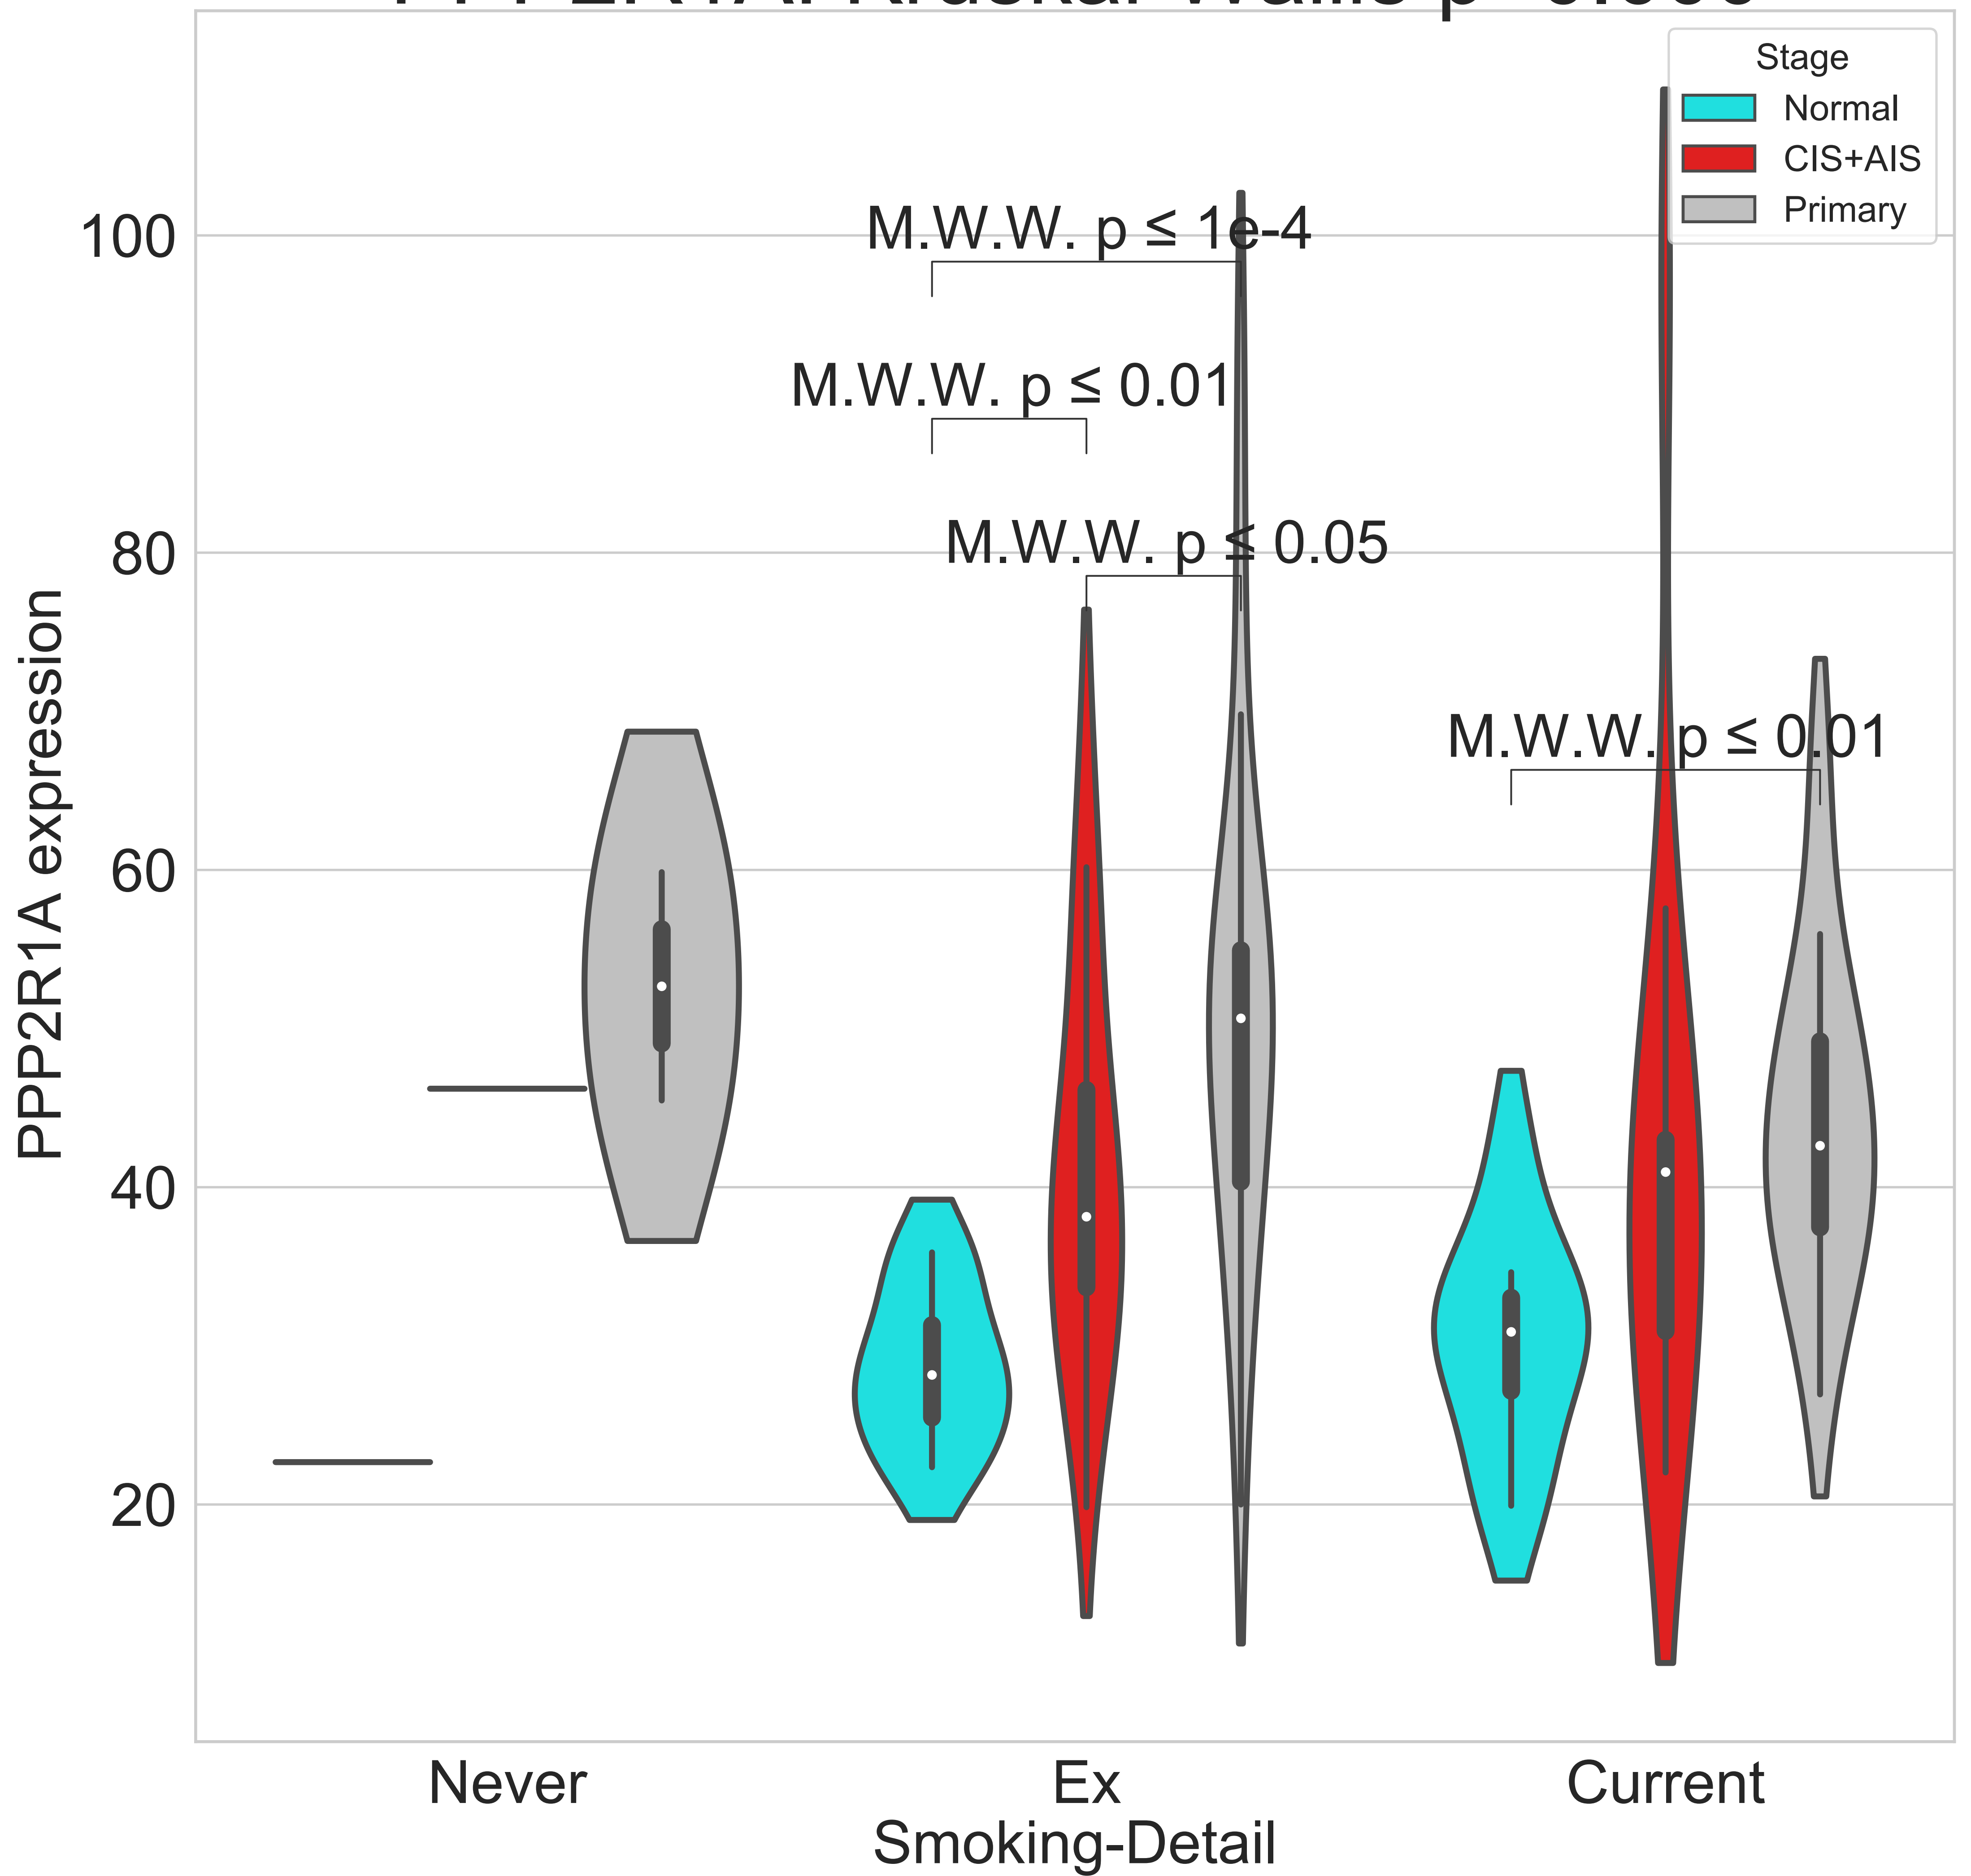 Stage
Normal
CIS+AIS
Primary
M.W.W. p ≤ 1e-4
M.W.W. p ≤ 0.01
M.W.W. p ≤ 0.05
M.W.W. p ≤ 0.01
PPP2R1A expression
100
80
60
40
20
Never
Ex
Current
Smoking-Detail